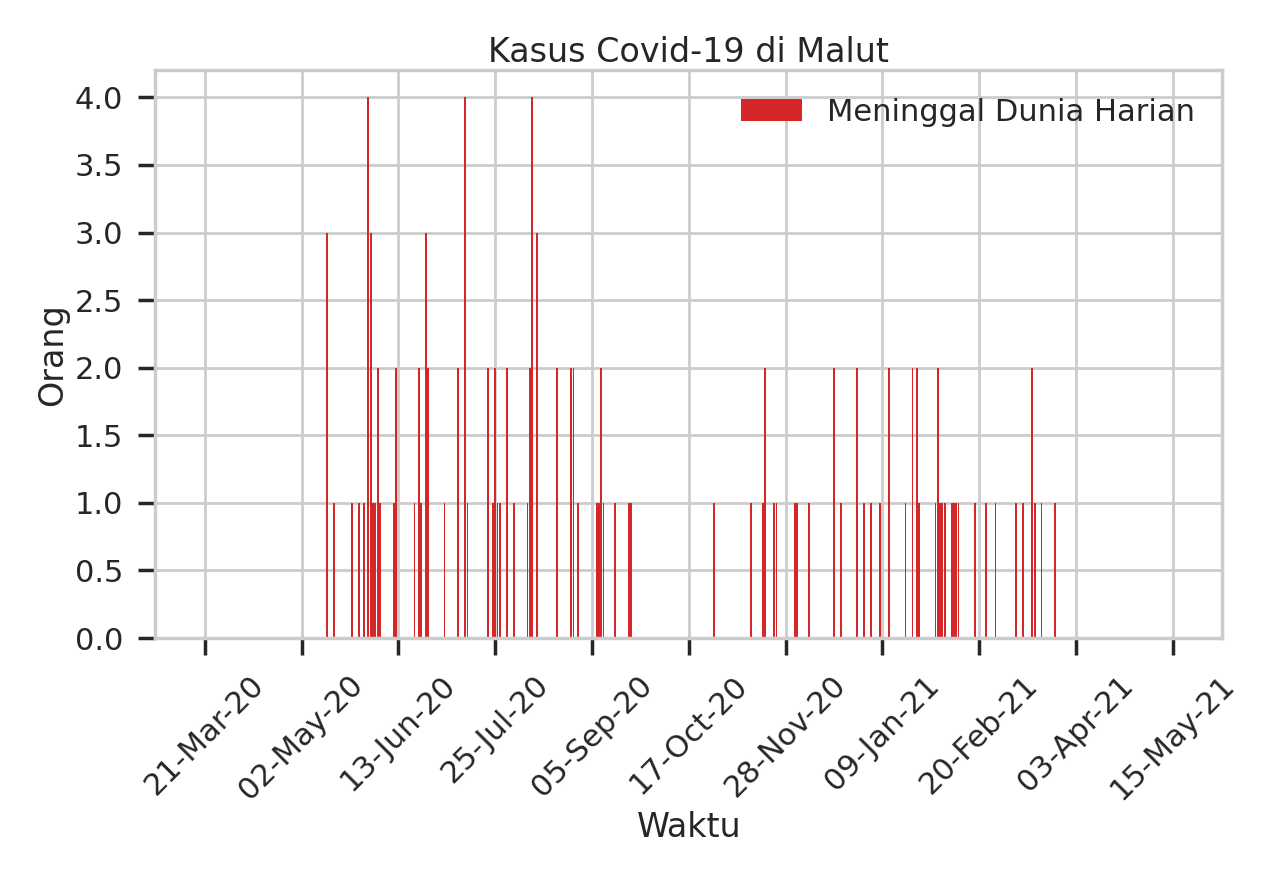 Kasus Covid-19 di Malut
Meninggal Dunia Harian
Orang
4.0
3.5
3.0
2.5
2.0
1.5
1.0
0.5
0.0
21-Mar-20
02-May-20
13-Jun-20
25-Jul-20
05-Sep-20
17-Oct-20
28-Nov-20
09-Jan-21
20-Feb-21
03-Apr-21
15-May-21
Waktu